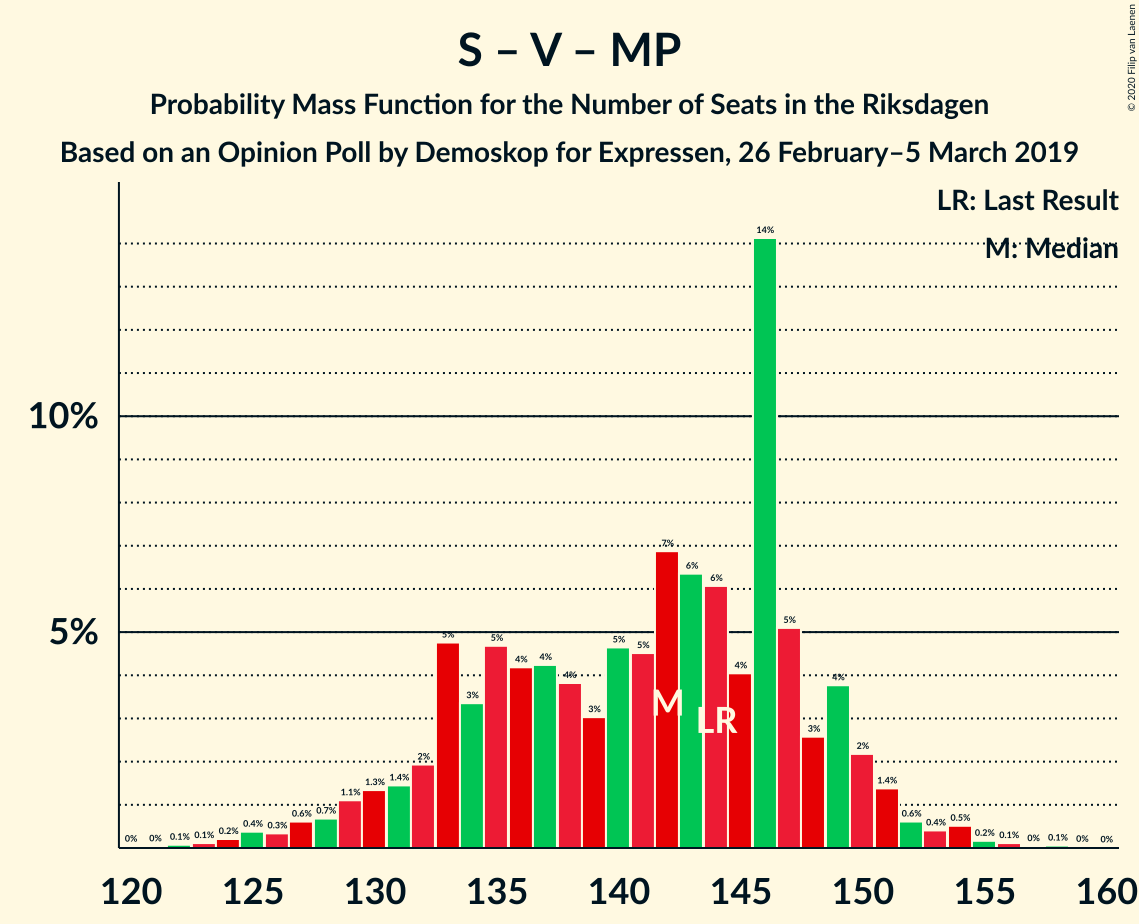 S – V – MP
Probability Mass Function for the Number of Seats in the Riksdagen
Based on an Opinion Poll by Demoskop for Expressen, 26 February–5 March 2019
© 2020 Filip van Laenen
LR: Last Result
M: Median
10%
5%
0% 0% 0.1% 0.1% 0.2% 0.4% 0.3% 0.6% 0.7% 1.1% 1.3% 1.4% 2% 5% 3% 5% 4% 4% 4% 3% 5% 5% 7% 6% 6% 4% 14% 5% 3% 4% 2% 1.4% 0.6% 0.4% 0.5% 0.2% 0.1% 0% 0.1% 0% 0%
M
LR
120 125 130 135 140 145 150 155 160